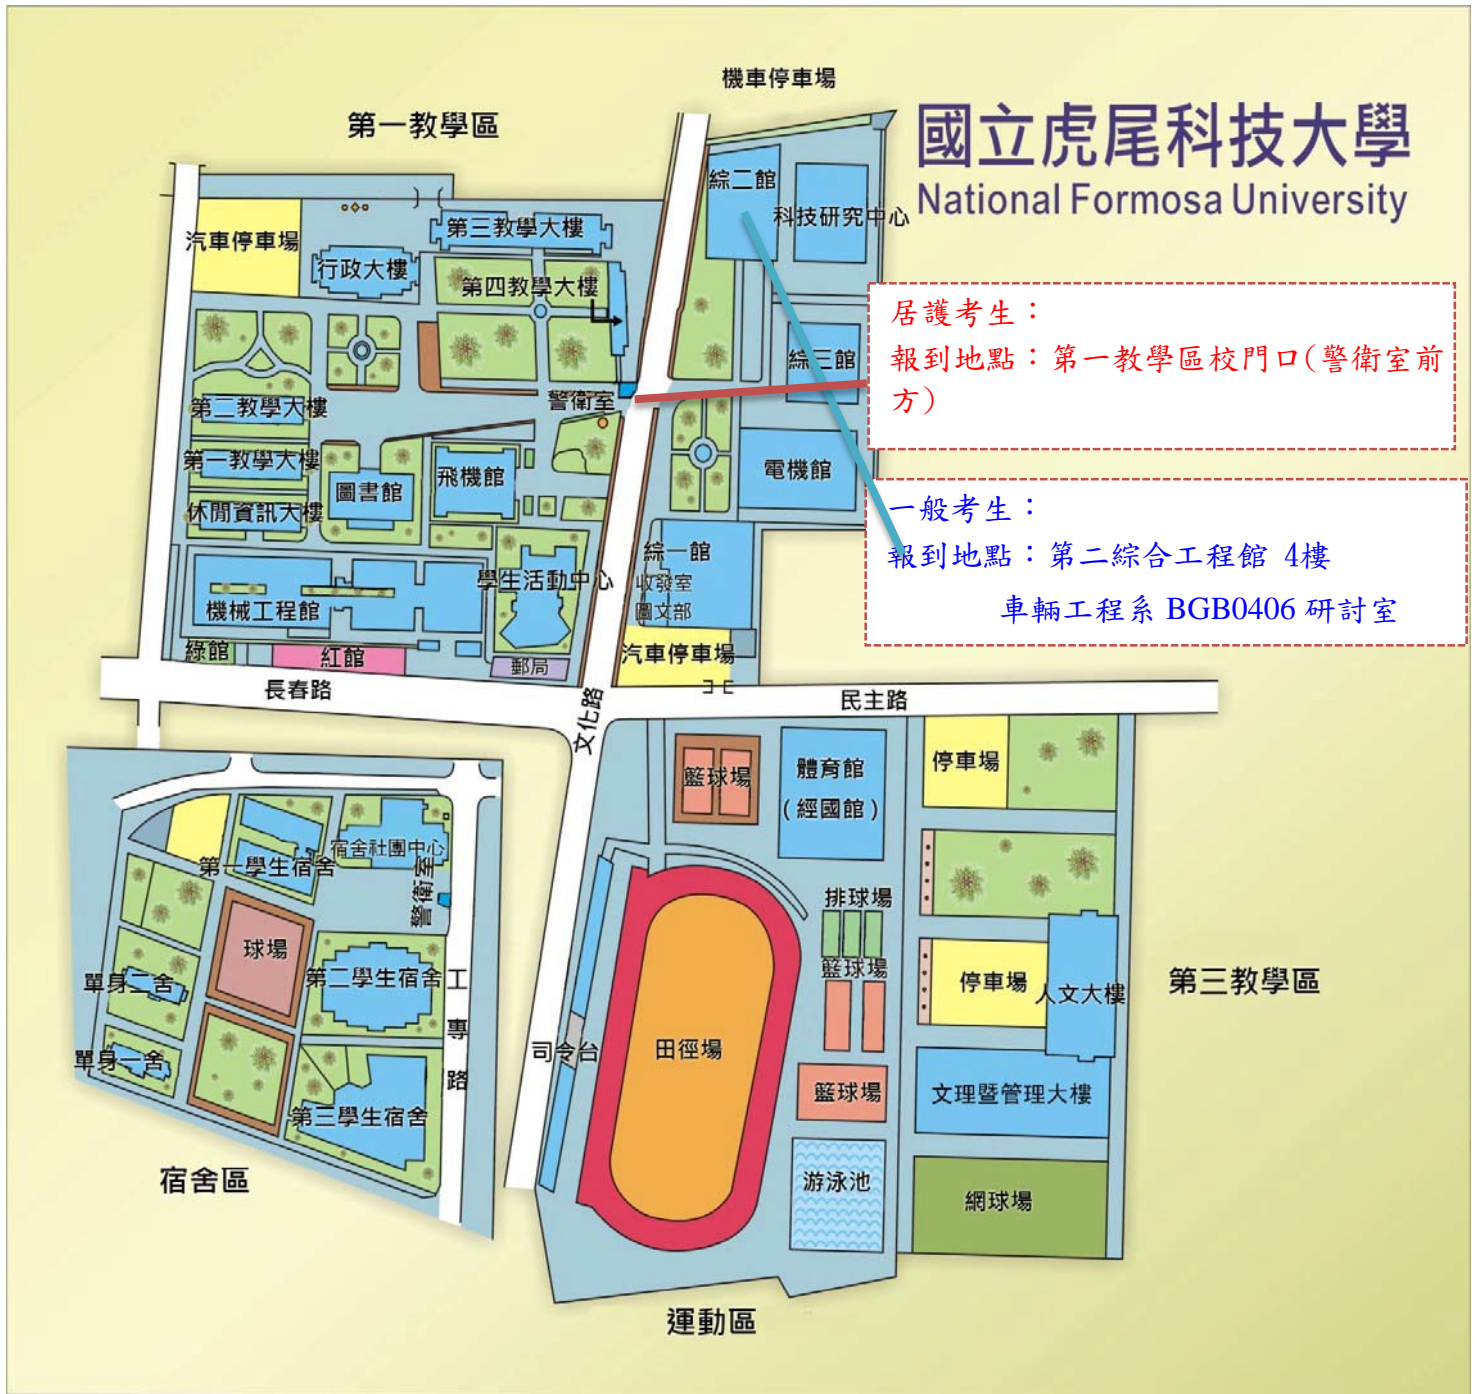 機車停車場
第一教學區
國立虎尾科技大學
National Formosa University
綜二館
科技研究中心
第三教學大樓
汽車停車場
行政大樓
第四教學大樓
居護考生：
報到地點：第一教學區校門口(警衛室前
方)
綜三館
警衛室
第二教學大樓
第一教學大樓
圖書館
飛機館
電機館
休閒資訊大樓
一般考生：
報到地點：第二綜合工程館 4樓
車輛工程系 BGB0406 研討室
綜一館
收發室
圖文部
學生活動中心
機械工程館
綠館
紅館
郵局
汽車停車場
長春路
文化路
民主路
籃球場
體育館
(經國館)
停車場
宿舍社團中心
第一學生宿舍
警衛室
排球場
球場
籃球場
第二學生宿舍
工專路
單身二舍
停車場
人文大樓
第三教學區
單身一舍
司令台
田徑場
籃球場
文理暨管理大樓
第三學生宿舍
宿舍區
游泳池
網球場
運動區